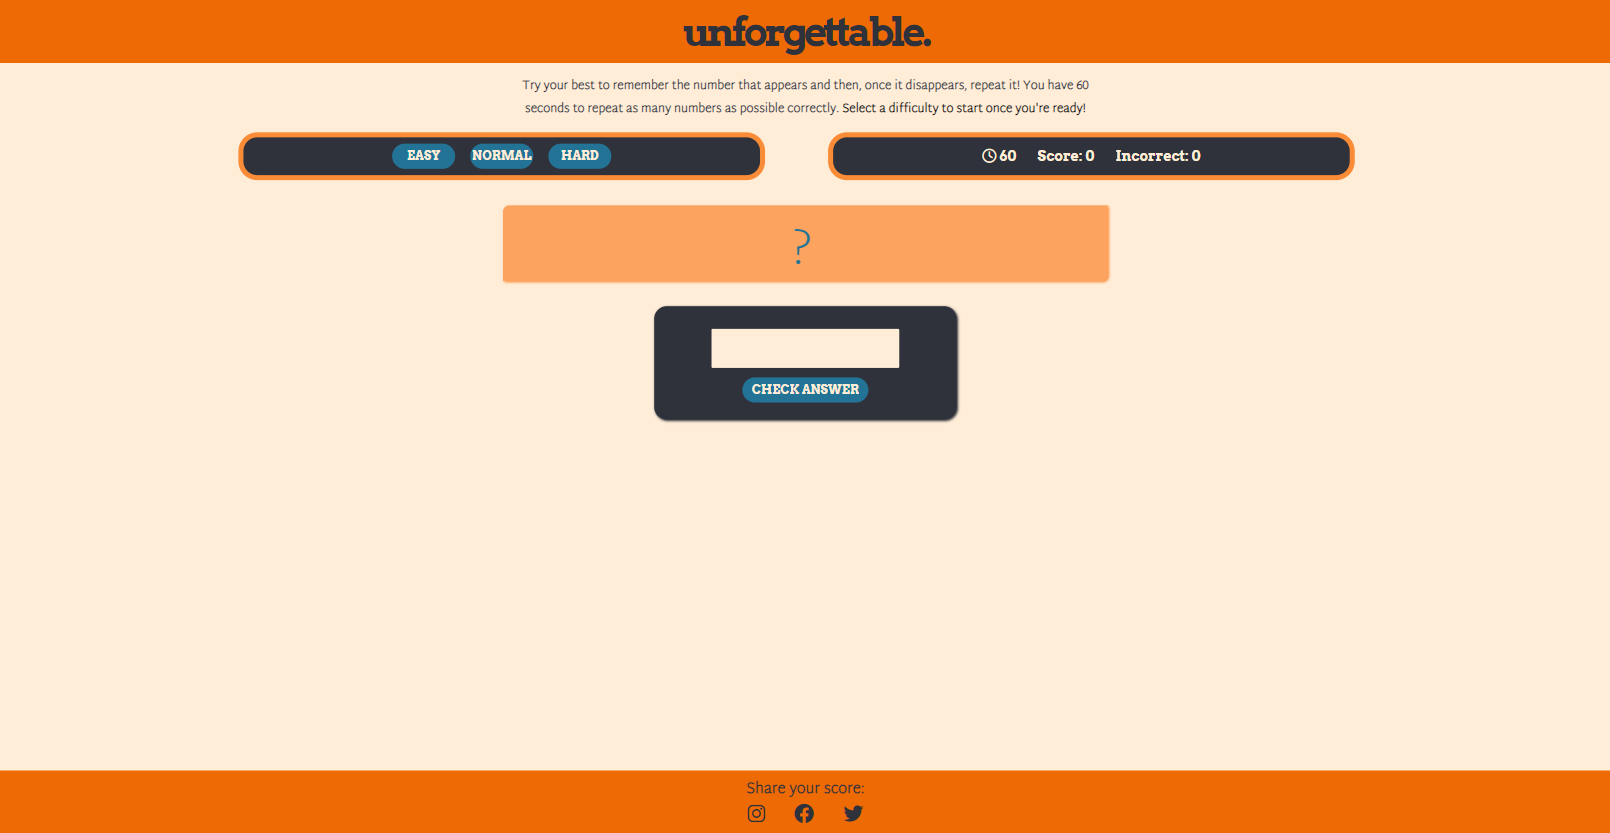 unforgettable.
Try your best to remember the number that appears and then, once it disappears, repeat it! You have 60
seconds to repeat as many numbers as possible correctly. Select a difficulty to start once you're ready!
EASY NORMAL HARD
60 Score: 0 Incorrect: 0
?
CHECK ANSWER
Share your score: